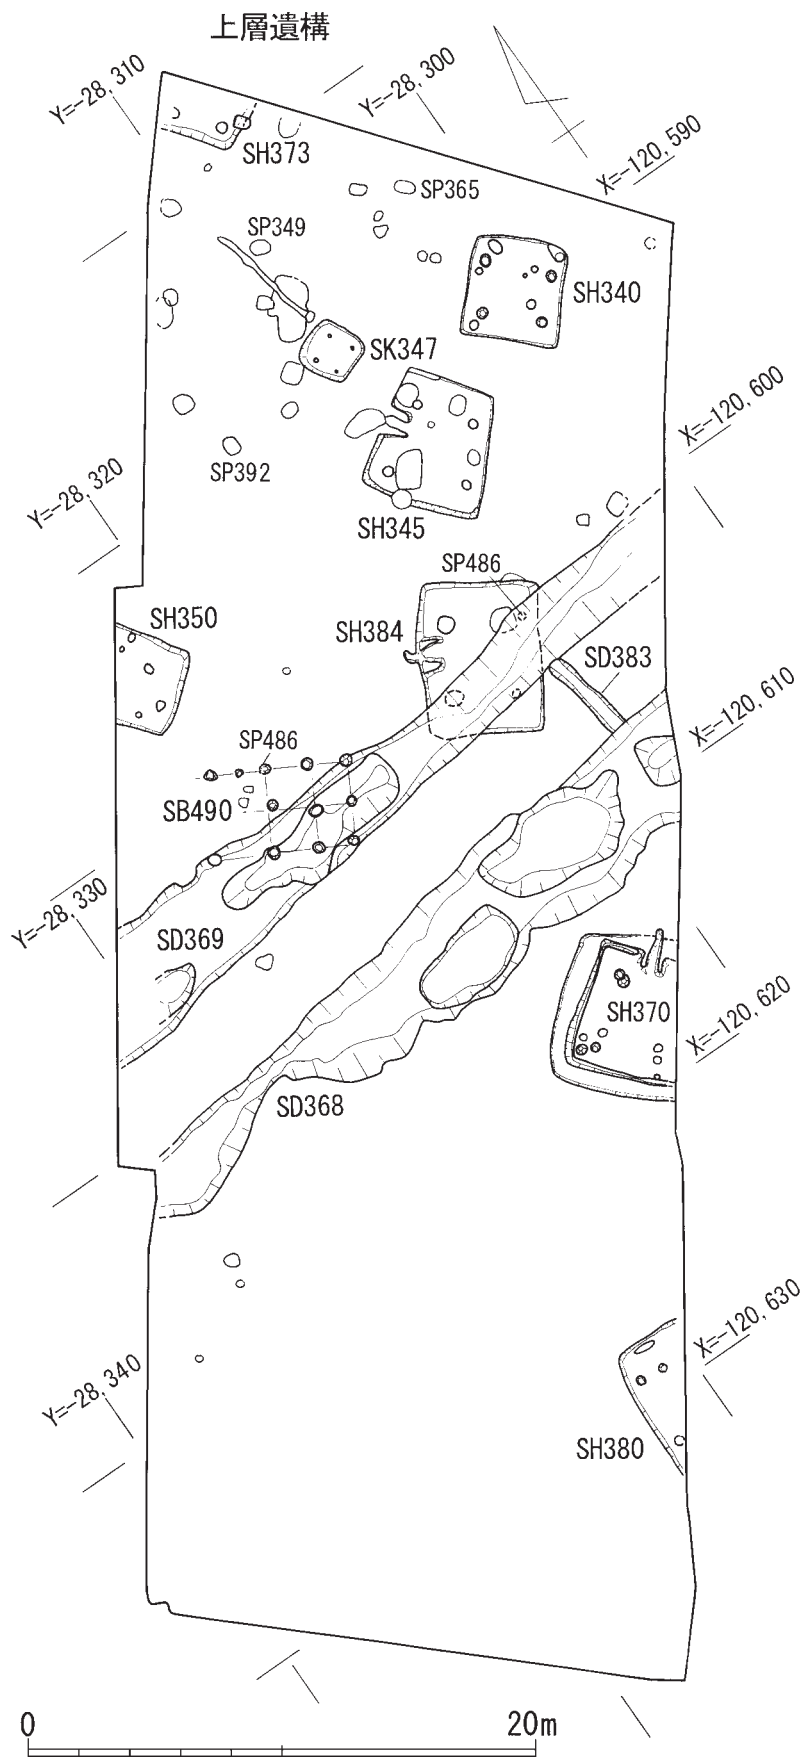 上層遺構
Y=-28, 310
Y=-28, 300
X=-120, 590
SH373
SP365
SP349
SH340
SK347
X=-120, 600
SP392
Y=-28, 320
SH345
SP486
SH350
SH384
SD383
X=-120, 610
SP486
SB490
Y=-28, 330
SD369
SH370
X=-120, 620
SD368
X=-120, 630
Y=-28, 340
SH380
0
20m